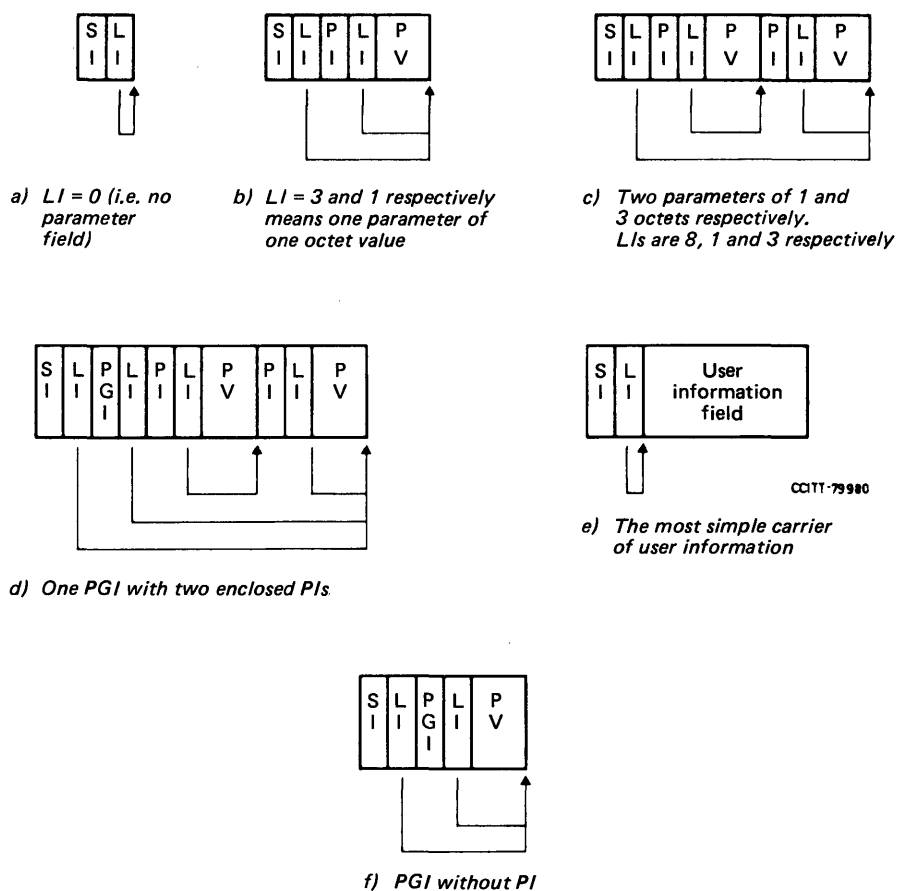 S LI
I I
S L P L P
I I I I V
S L P L P P L P
I I I I V I I V
a) LI = 0 (i.e. no
parameter
field)
b) LI = 3 and 1 respectively
means one parameter of
one octet value
c) Two parameters of 1 and
3 octets respectively.
LIs are 8, 1 and 3 respectively
S L P L P L P P L P
I I G I I I V I I V
I
S L User
I I information
field
CCITT-79980
e) The most simple carrier
of user information
d) One PGI with two enclosed PIs
S L P L P
I I G I V
I
f) PGI without PI